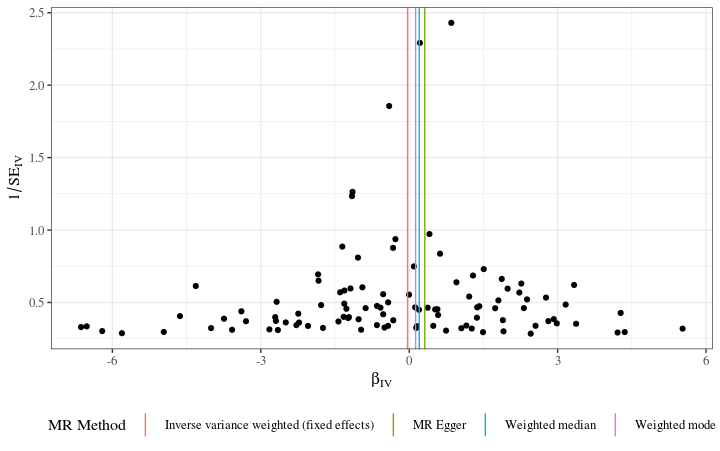 2.5
2.0
1.5
1.0
0.5
1/SE_IV
-6 -3 0 3 6
β_IV
MR Method Inverse variance weighted (fixed effects) MR Egger Weighted median Weighted mode